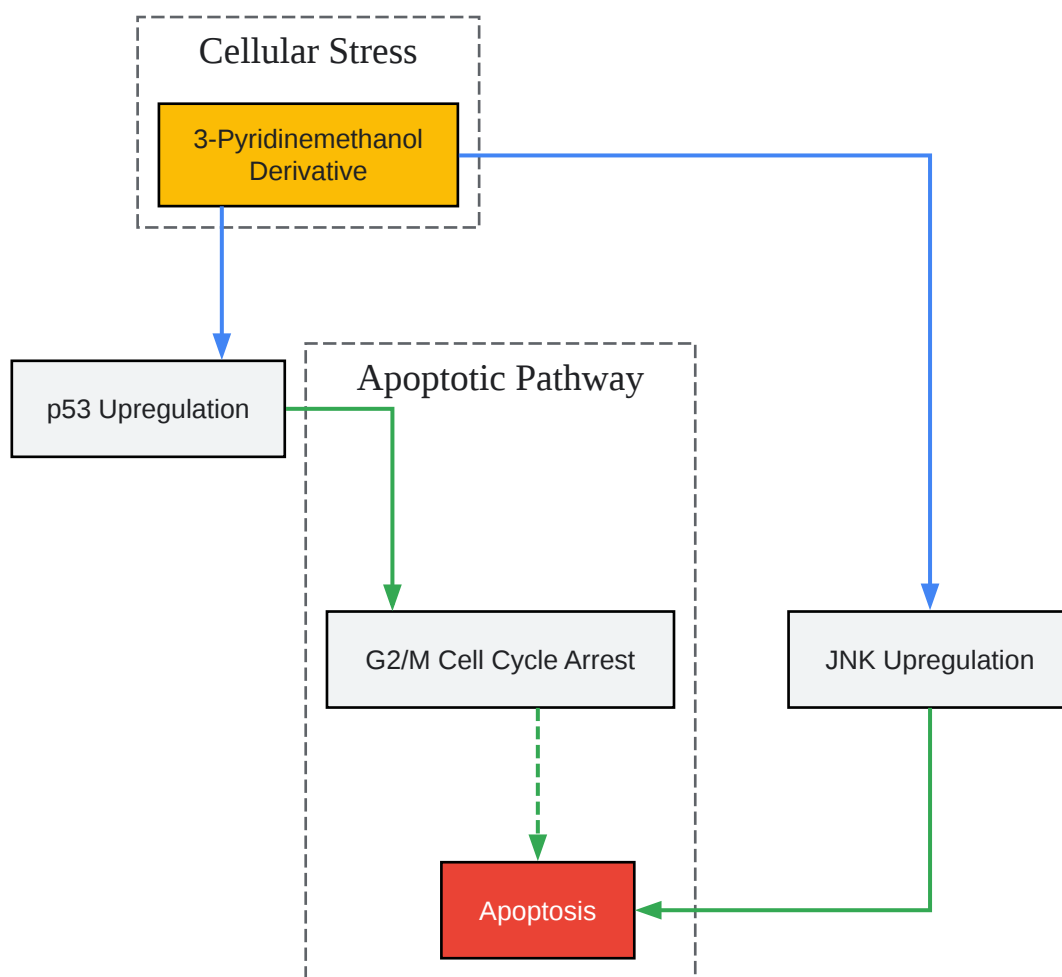 Cellular Stress
3-Pyridinemethanol
Derivative
p53 Upregulation
Apoptotic Pathway
G2/M Cell Cycle Arrest
JNK Upregulation
Apoptosis